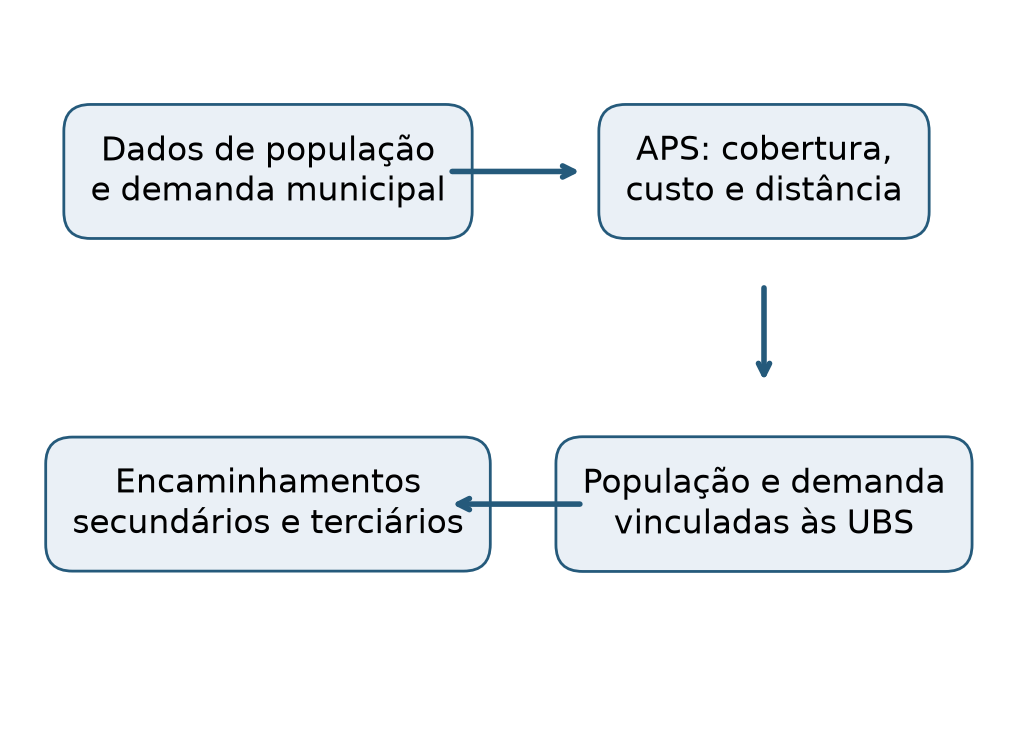 Dados de população
e demanda municipal
APS: cobertura,
custo e distância
População e demanda
vinculadas às UBS
Encaminhamentos
secundários e terciários